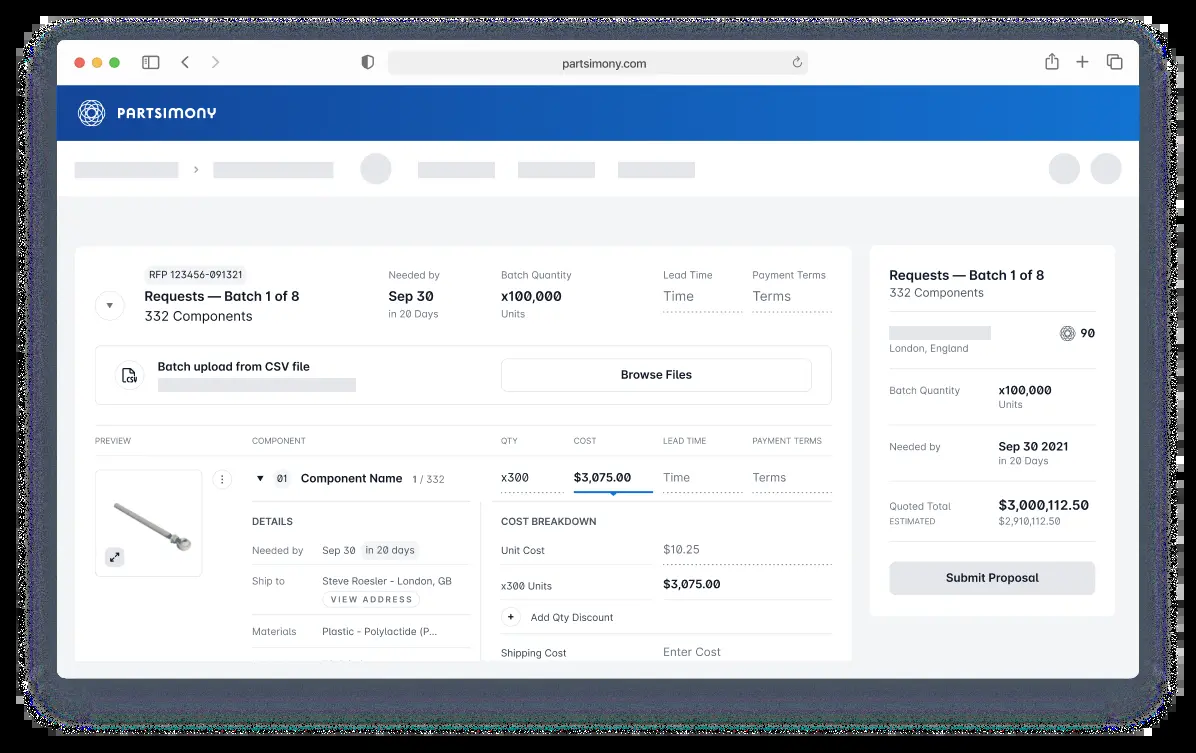 partsimony.com
PARTSIMONY
RFP 123456-091321
Requests — Batch 1 of 8
332 Components
Needed by
Sep 30
in 20 Days
Batch Quantity
x100,000
Units
Lead Time
Time
Payment Terms
Terms
CSV
Batch upload from CSV file
Browse Files
PREVIEW
COMPONENT
QTY
COST
LEAD TIME
PAYMENT TERMS
01 Component Name 1 / 332
x300
$3,075.00
Time
Terms
DETAILS
Needed by Sep 30 in 20 days
Ship to Steve Roesler - London, GB
VIEW ADDRESS
Materials Plastic - Polylactide (P...
COST BREAKDOWN
Unit Cost $10.25
x300 Units $3,075.00
+ Add Qty Discount
Shipping Cost Enter Cost
Requests — Batch 1 of 8
332 Components
90
London, England
Batch Quantity x100,000
Units
Needed by Sep 30 2021
in 20 Days
Quoted Total $3,000,112.50
ESTIMATED $2,910,112.50
Submit Proposal